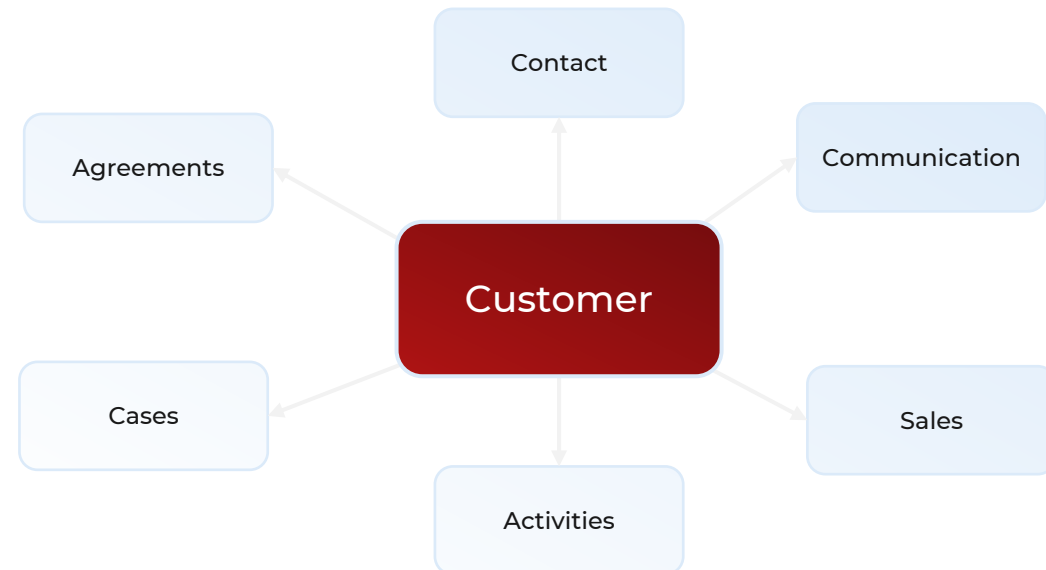 Contact
Communication
Agreements
Customer
Cases
Sales
Activities